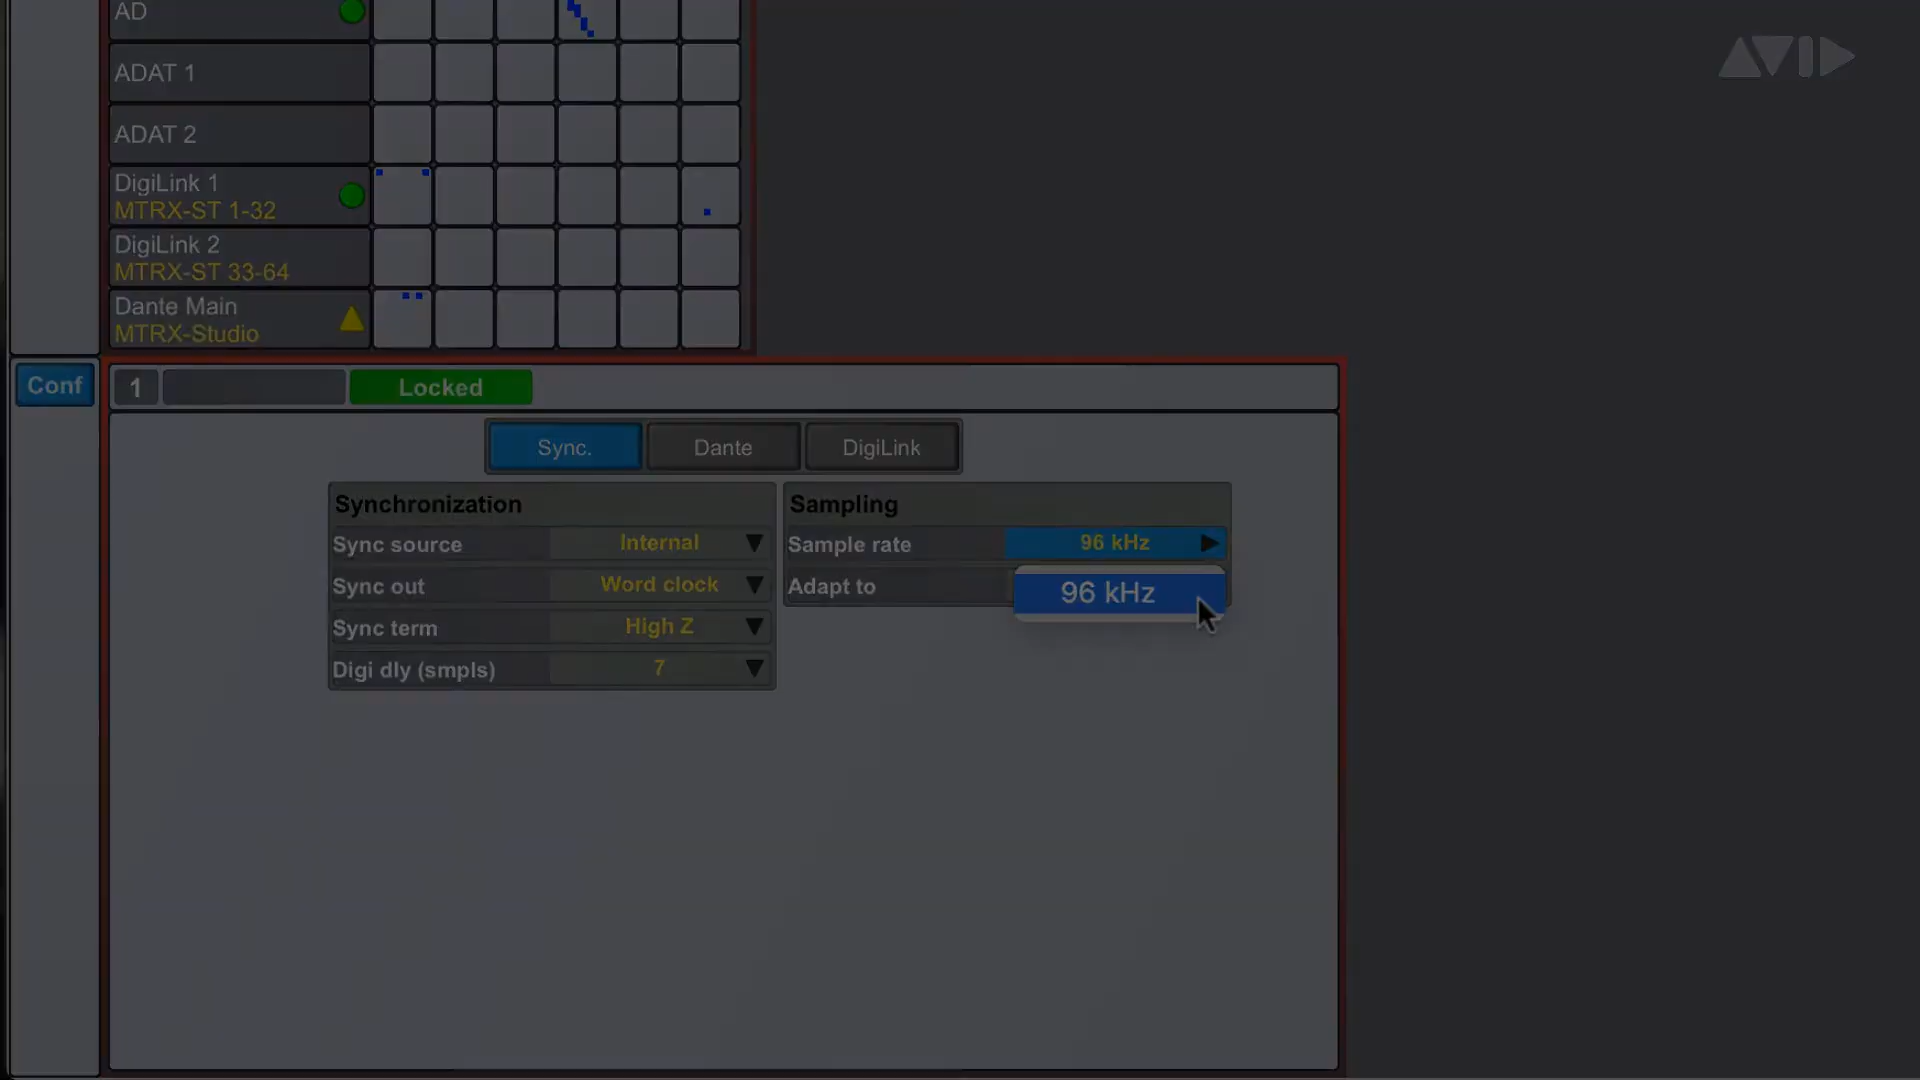 AD
AVID
ADAT 1
ADAT 2
DigiLink 1
MTRX-ST 1-32
DigiLink 2
MTRX-ST 33-64
Dante Main
MTRX-Studio
Conf
1
Locked
Sync.
Dante
DigiLink
Synchronization
Sync source
Internal
Sync out
Word clock
Sync term
High Z
Digi dly (smpls)
7
Sampling
Sample rate
96 kHz
Adapt to
96 kHz